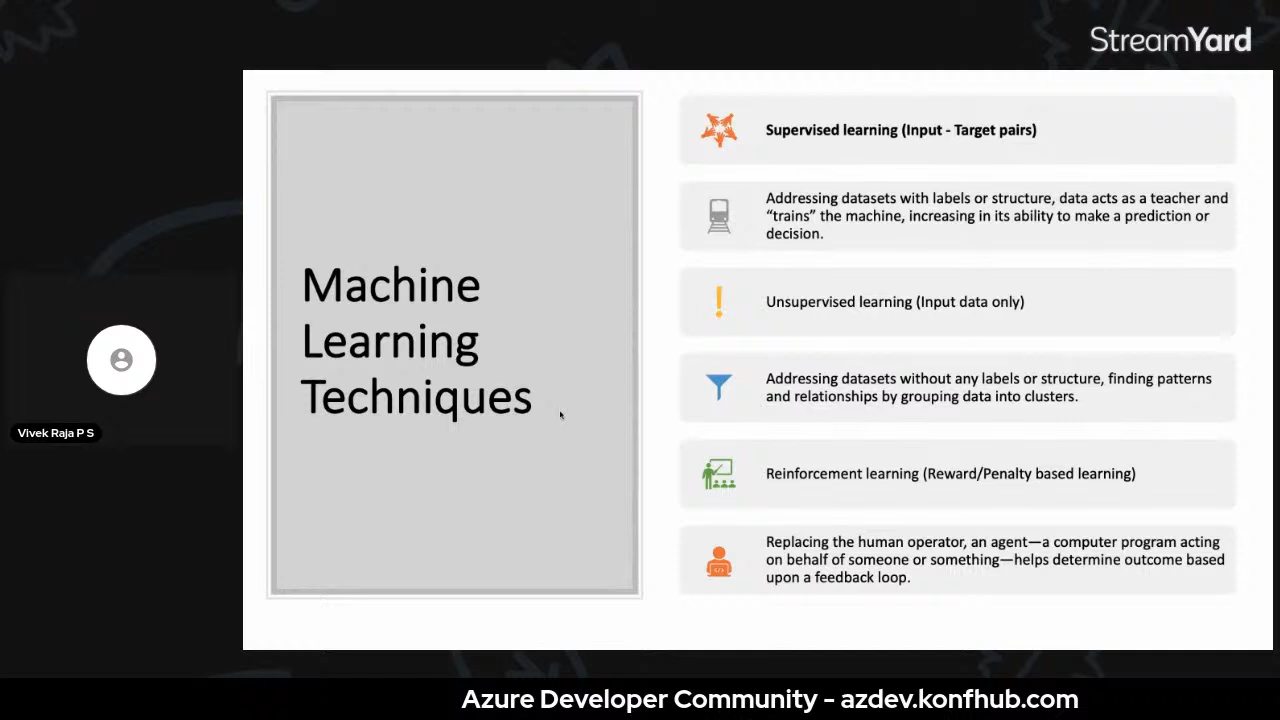 StreamYard
Machine
Learning
Techniques
Supervised learning (Input - Target pairs)
Addressing datasets with labels or structure, data acts as a teacher and
“trains” the machine, increasing in its ability to make a prediction or
decision.
Unsupervised learning (Input data only)
Addressing datasets without any labels or structure, finding patterns
and relationships by grouping data into clusters.
Reinforcement learning (Reward/Penalty based learning)
Replacing the human operator, an agent—a computer program acting
on behalf of someone or something—helps determine outcome based
upon a feedback loop.
Vivek Raja P S
Azure Developer Community - azdev.konfhub.com